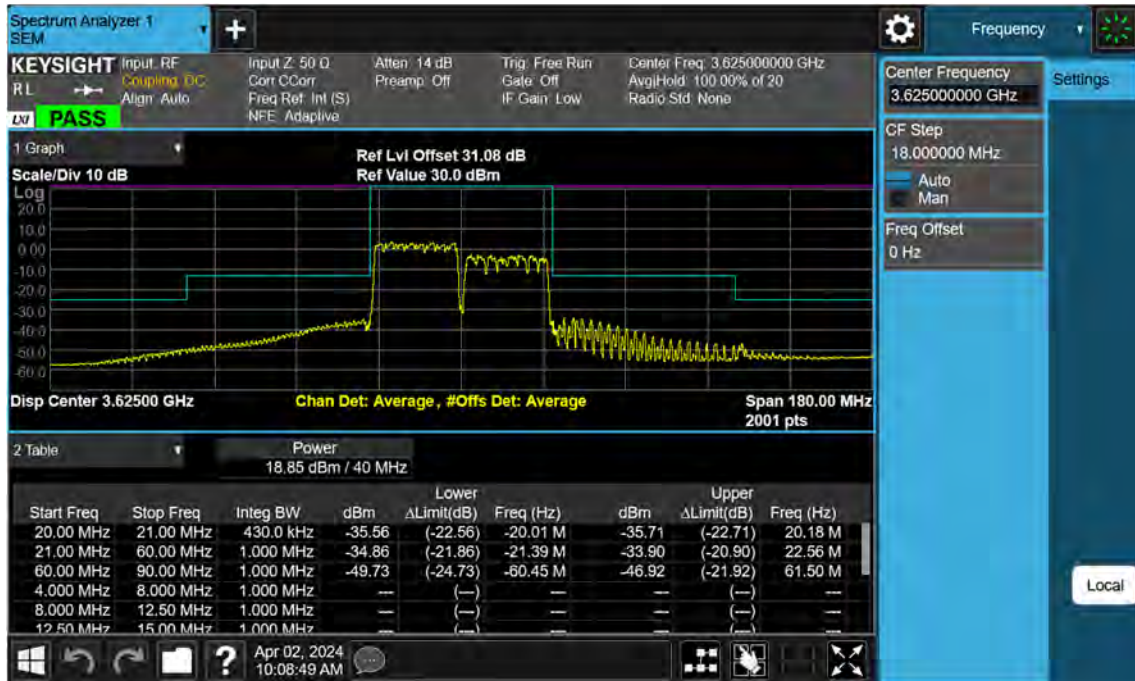 Spectrum Analyzer 1
SEM
+
Frequency
KEYSIGHT
RL
LXI PASS
Input: RF
Coupling: DC
Align: Auto
Input Z: 50 Ω
Corr CCorr
Freq Ref: Int (S)
NFE: Adaptive
Atten: 14 dB
Preamp: Off
Trig: Free Run
Gate: Off
IF Gain: Low
Center Freq: 3.625000000 GHz
Avg|Hold: 100.00% of 20
Radio Std: None
Center Frequency
3.625000000 GHz
Settings
CF Step
18.000000 MHz
Auto
Man
Freq Offset
0 Hz
1 Graph
Scale/Div 10 dB
Ref Lvl Offset 31.08 dB
Ref Value 30.0 dBm
Log
20.0
10.0
0.00
-10.0
-20.0
-30.0
-40.0
-50.0
-60.0
Disp Center 3.62500 GHz
Chan Det: Average , #Offs Det: Average
Span 180.00 MHz
2001 pts
2 Table
Power
18.85 dBm / 40 MHz
Lower Upper
Start Freq Stop Freq Integ BW dBm ΔLimit(dB) Freq (Hz) dBm ΔLimit(dB) Freq (Hz)
20.00 MHz 21.00 MHz 430.0 kHz -35.56 (-22.56) -20.01 M -35.71 (-22.71) 20.18 M
21.00 MHz 60.00 MHz 1.000 MHz -34.86 (-21.86) -21.39 M -33.90 (-20.90) 22.56 M
60.00 MHz 90.00 MHz 1.000 MHz -49.73 (-24.73) -60.45 M -46.92 (-21.92) 61.50 M
4.000 MHz 8.000 MHz 1.000 MHz --- (---) --- --- (---) ---
8.000 MHz 12.50 MHz 1.000 MHz --- (---) --- --- (---) ---
12.50 MHz 15.00 MHz 1.000 MHz --- (---) --- --- (---) ---
Local
?
Apr 02, 2024
10:08:49 AM